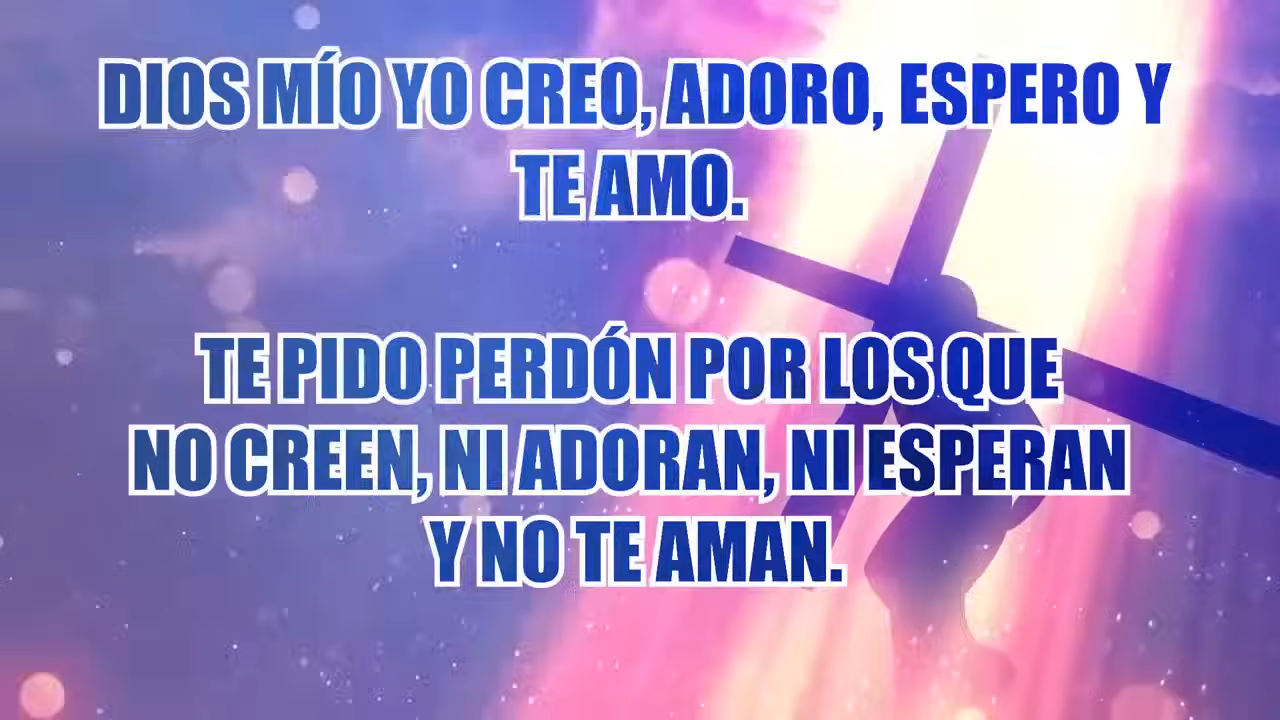 DIOS MÍO YO CREO, ADORO, ESPERO Y
TE AMO.
TE PIDO PERDÓN POR LOS QUE
NO CREEN, NI ADORAN, NI ESPERAN
Y NO TE AMAN.